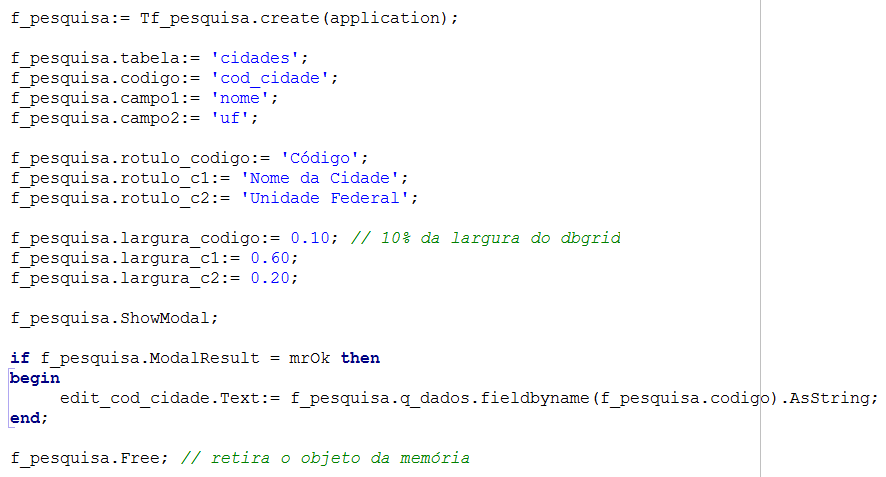 f_pesquisa:= Tf_pesquisa.create(application);
f_pesquisa.tabela:= 'cidades';
f_pesquisa.codigo:= 'cod_cidade';
f_pesquisa.campo1:= 'nome';
f_pesquisa.campo2:= 'uf';
f_pesquisa.rotulo_codigo:= 'Código';
f_pesquisa.rotulo_c1:= 'Nome da Cidade';
f_pesquisa.rotulo_c2:= 'Unidade Federal';
f_pesquisa.largura_codigo:= 0.10; // 10% da largura do dbgrid
f_pesquisa.largura_c1:= 0.60;
f_pesquisa.largura_c2:= 0.20;
f_pesquisa.ShowModal;
if f_pesquisa.ModalResult = mrOk then
begin
edit_cod_cidade.Text:= f_pesquisa.q_dados.fieldbyname(f_pesquisa.codigo).AsString;
end;
f_pesquisa.Free; // retira o objeto da memória